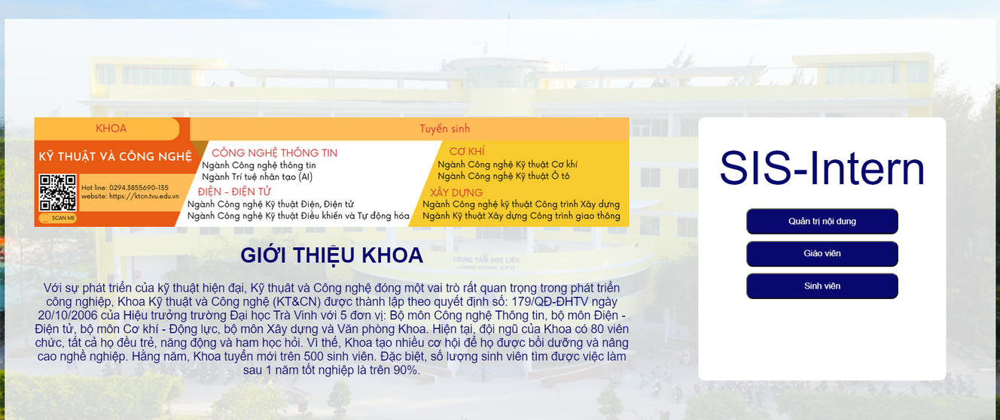 KHOA
Tuyển sinh
KỸ THUẬT VÀ CÔNG NGHỆ
Hot line: 0294.3855690-135
website: https://ktcn.tvu.edu.vn
SCAN ME
CÔNG NGHỆ THÔNG TIN
Ngành Công nghệ thông tin
Ngành Trí tuệ nhân tạo (AI)
ĐIỆN - ĐIỆN TỬ
Ngành Công nghệ Kỹ thuật Điện, Điện tử
Ngành Công nghệ Kỹ thuật Điều khiển và Tự động hóa
CƠ KHÍ
Ngành Công nghệ Kỹ thuật Cơ khí
Ngành Công nghệ Kỹ thuật Ô tô
XÂY DỰNG
Ngành Công nghệ kỹ thuật Công trình Xây dựng
Ngành Kỹ thuật Xây dựng Công trình giao thông
GIỚI THIỆU KHOA
Với sự phát triển của kỹ thuật hiện đại, Kỹ thụât và Công nghệ đóng một vai trò rất quan trọng trong phát triển
công nghiệp, Khoa Kỹ thuật và Công nghệ (KT&CN) được thành lập theo quyết định số: 179/QĐ-ĐHTV ngày
20/10/2006 của Hiệu trưởng trường Đại học Trà Vinh với 5 đơn vị: Bộ môn Công nghệ Thông tin, bộ môn Điện -
Điện tử, bộ môn Cơ khí - Động lực, bộ môn Xây dựng và Văn phòng Khoa. Hiện tại, đội ngũ của Khoa có 80 viên
chức, tất cả họ đều trẻ, năng động và ham học hỏi. Vì thế, Khoa tạo nhiều cơ hội để họ được bồi dưỡng và nâng
cao nghề nghiệp. Hằng năm, Khoa tuyển mới trên 500 sinh viên. Đặc biệt, số lượng sinh viên tìm được việc làm
sau 1 năm tốt nghiệp là trên 90%.
TRUNG TÂM HỌC LIỆU
LEARNING RESOURCE CENTER
SIS-Intern
Quản trị nội dung
Giáo viên
Sinh viên